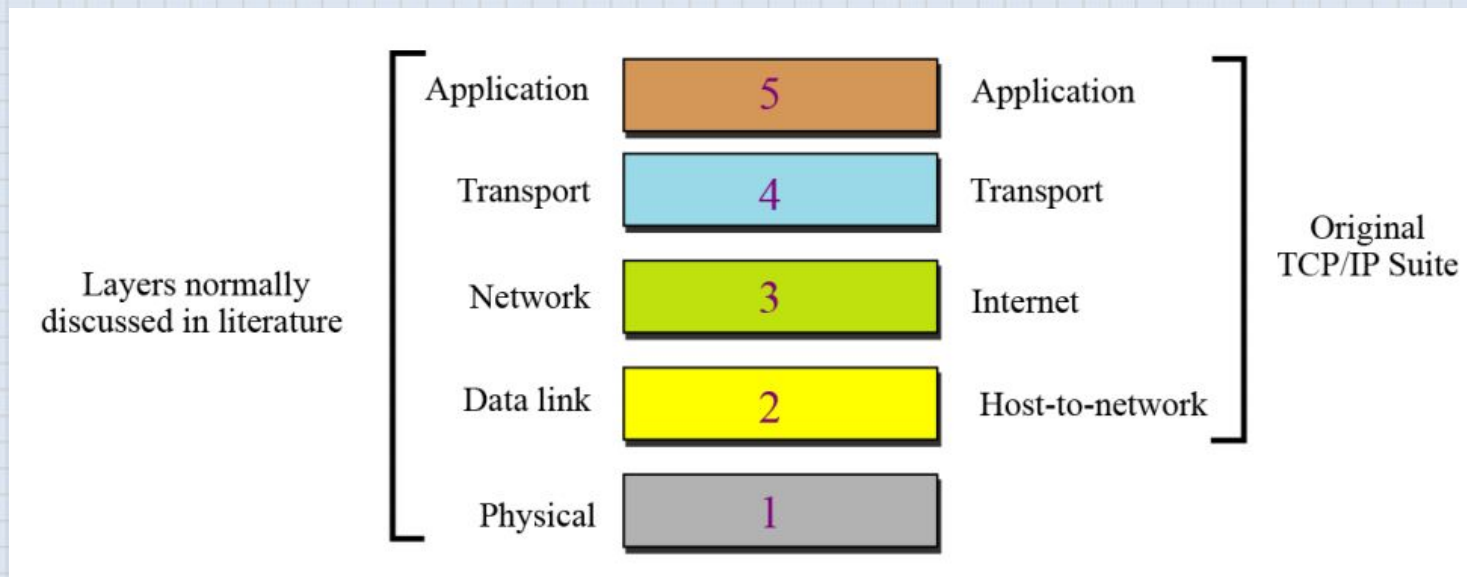 Application 5 Application
Transport 4 Transport
Original
TCP/IP Suite
Layers normally
discussed in literature
Network 3 Internet
Data link 2 Host-to-network
Physical 1